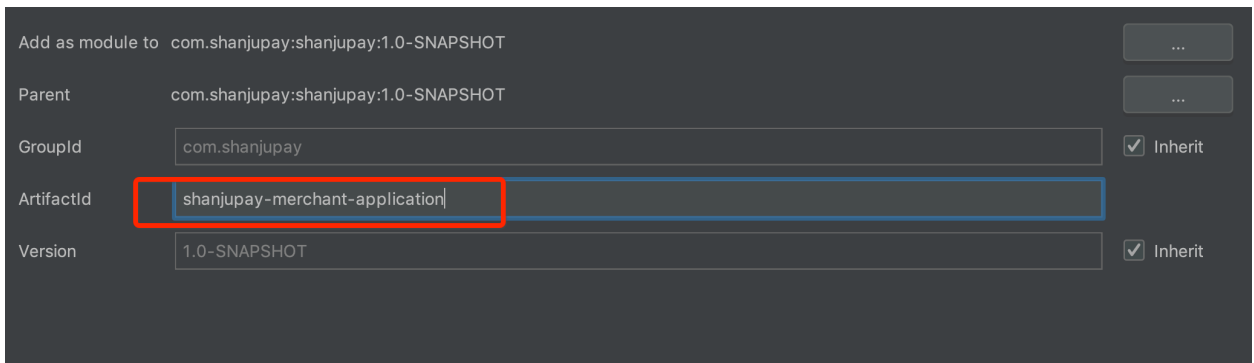 Add as module to com.shanjupay:shanjupay:1.0-SNAPSHOT ...
Parent com.shanjupay:shanjupay:1.0-SNAPSHOT ...
GroupId com.shanjupay Inherit
ArtifactId shanjupay-merchant-application
Version 1.0-SNAPSHOT Inherit